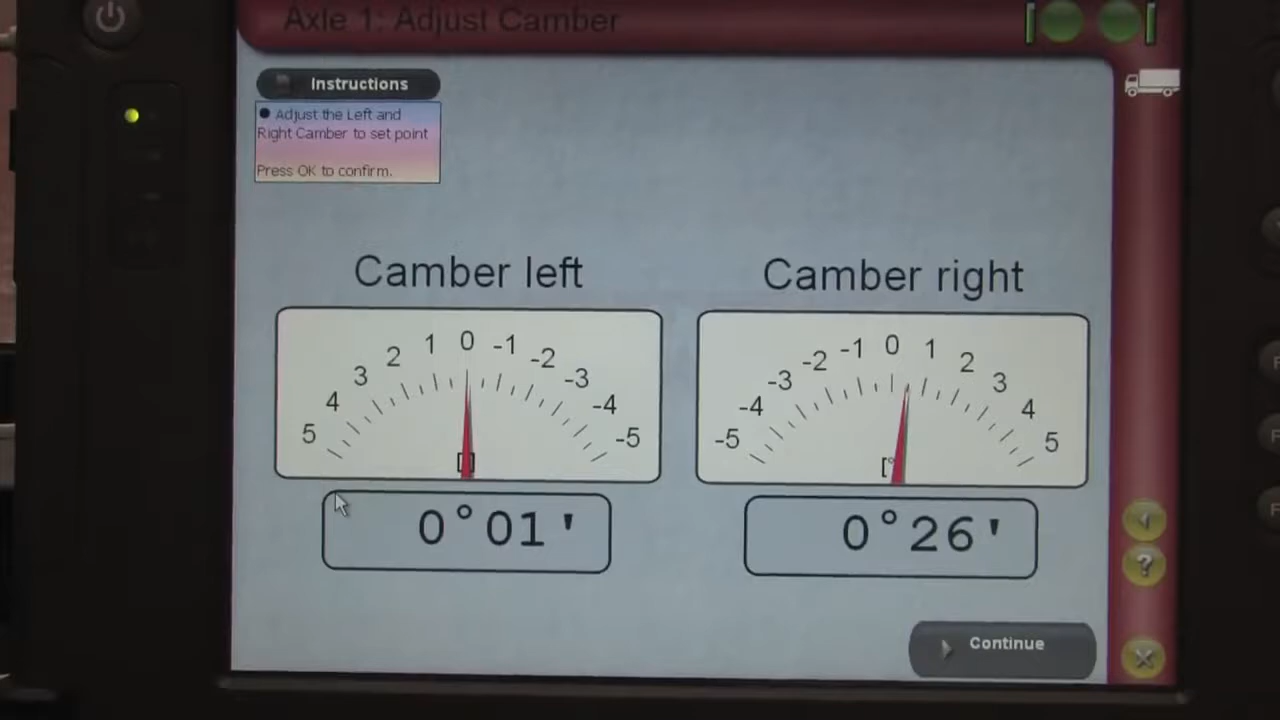 Axle 1: Adjust Camber
Instructions
● Adjust the Left and
Right Camber to set point
Press OK to confirm.
Camber left
Camber right
5 4 3 2 1 0 -1 -2 -3 -4 -5
-5 -4 -3 -2 -1 0 1 2 3 4 5
0°01'
0°26'
?
Continue